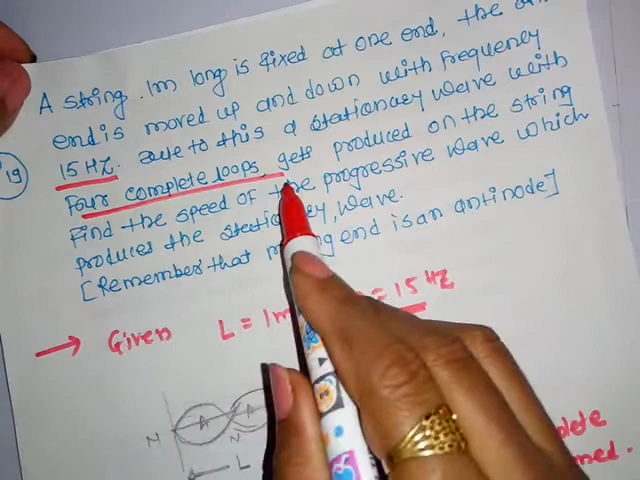 A string 1m long is fixed at one end, the
end is moved up and down with frequency
15 Hz. Due to this a stationary wave with
four complete loops, gets produced on the string
Find the speed of the progressive wave which
produces the stationary wave.
[Remember that end is an antinode]
19
→ Given L = 1m = 15 HZ
A
N
N
L
med.